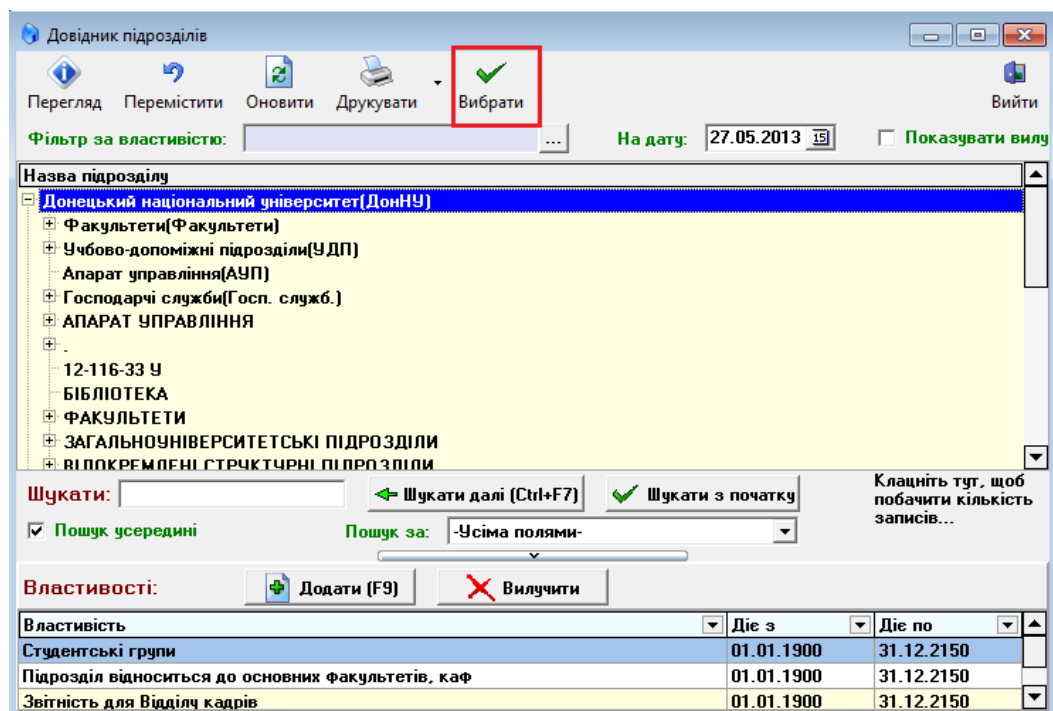 Довідник підрозділів
Перегляд Перемістити Оновити Друкувати Вибрати Вийти
Фільтр за властивістю: ... На дату: 27.05.2013 15 Показувати вилу
Назва підрозділу
Донецький національний університет(ДонНУ)
Факультети(Факультети)
Учбово-допоміжні підрозділи(УДП)
Апарат управління(АУП)
Господарчі служби(Госп. служб.)
АПАРАТ УПРАВЛІННЯ
.
12-116-33 У
БІБЛІОТЕКА
ФАКУЛЬТЕТИ
ЗАГАЛЬНОУНІВЕРСИТЕТСЬКІ ПІДРОЗДІЛИ
ВІДОКРЕМЛЕНІ СТРУКТУРНІ ПІДРОЗДІЛИ
Шукати: Шукати далі (Ctrl+F7) Шукати з початку
Клацніть тут, щоб
побачити кількість
записів...
Пошук усередині Пошук за: -Усіма полями-
Властивості: Додати (F9) Вилучити
Властивість Діє з Діє по
Студентські групи 01.01.1900 31.12.2150
Підрозділ відноситься до основних факультетів, каф 01.01.1900 31.12.2150
Звітність для Відділу кадрів 01.01.1900 31.12.2150